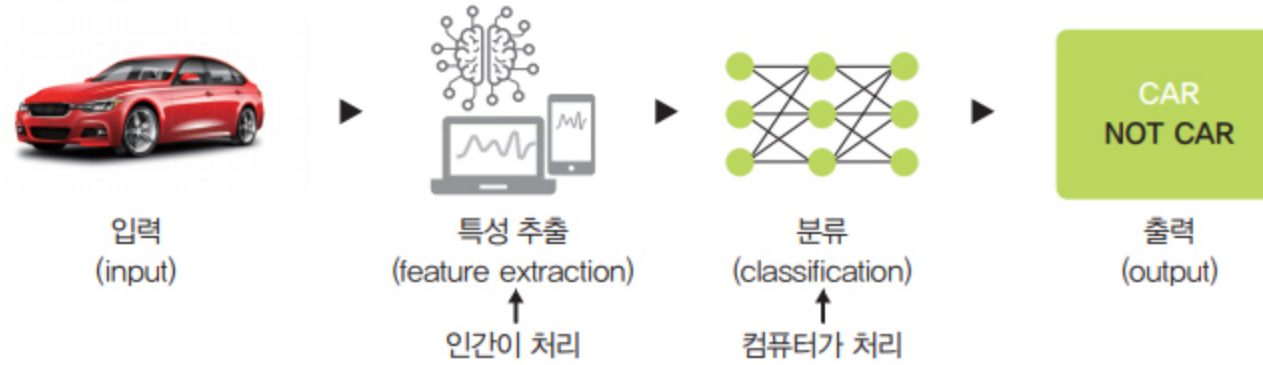 CAR
NOT CAR
입력
(input)
특성 추출
(feature extraction)
인간이 처리
분류
(classification)
컴퓨터가 처리
출력
(output)